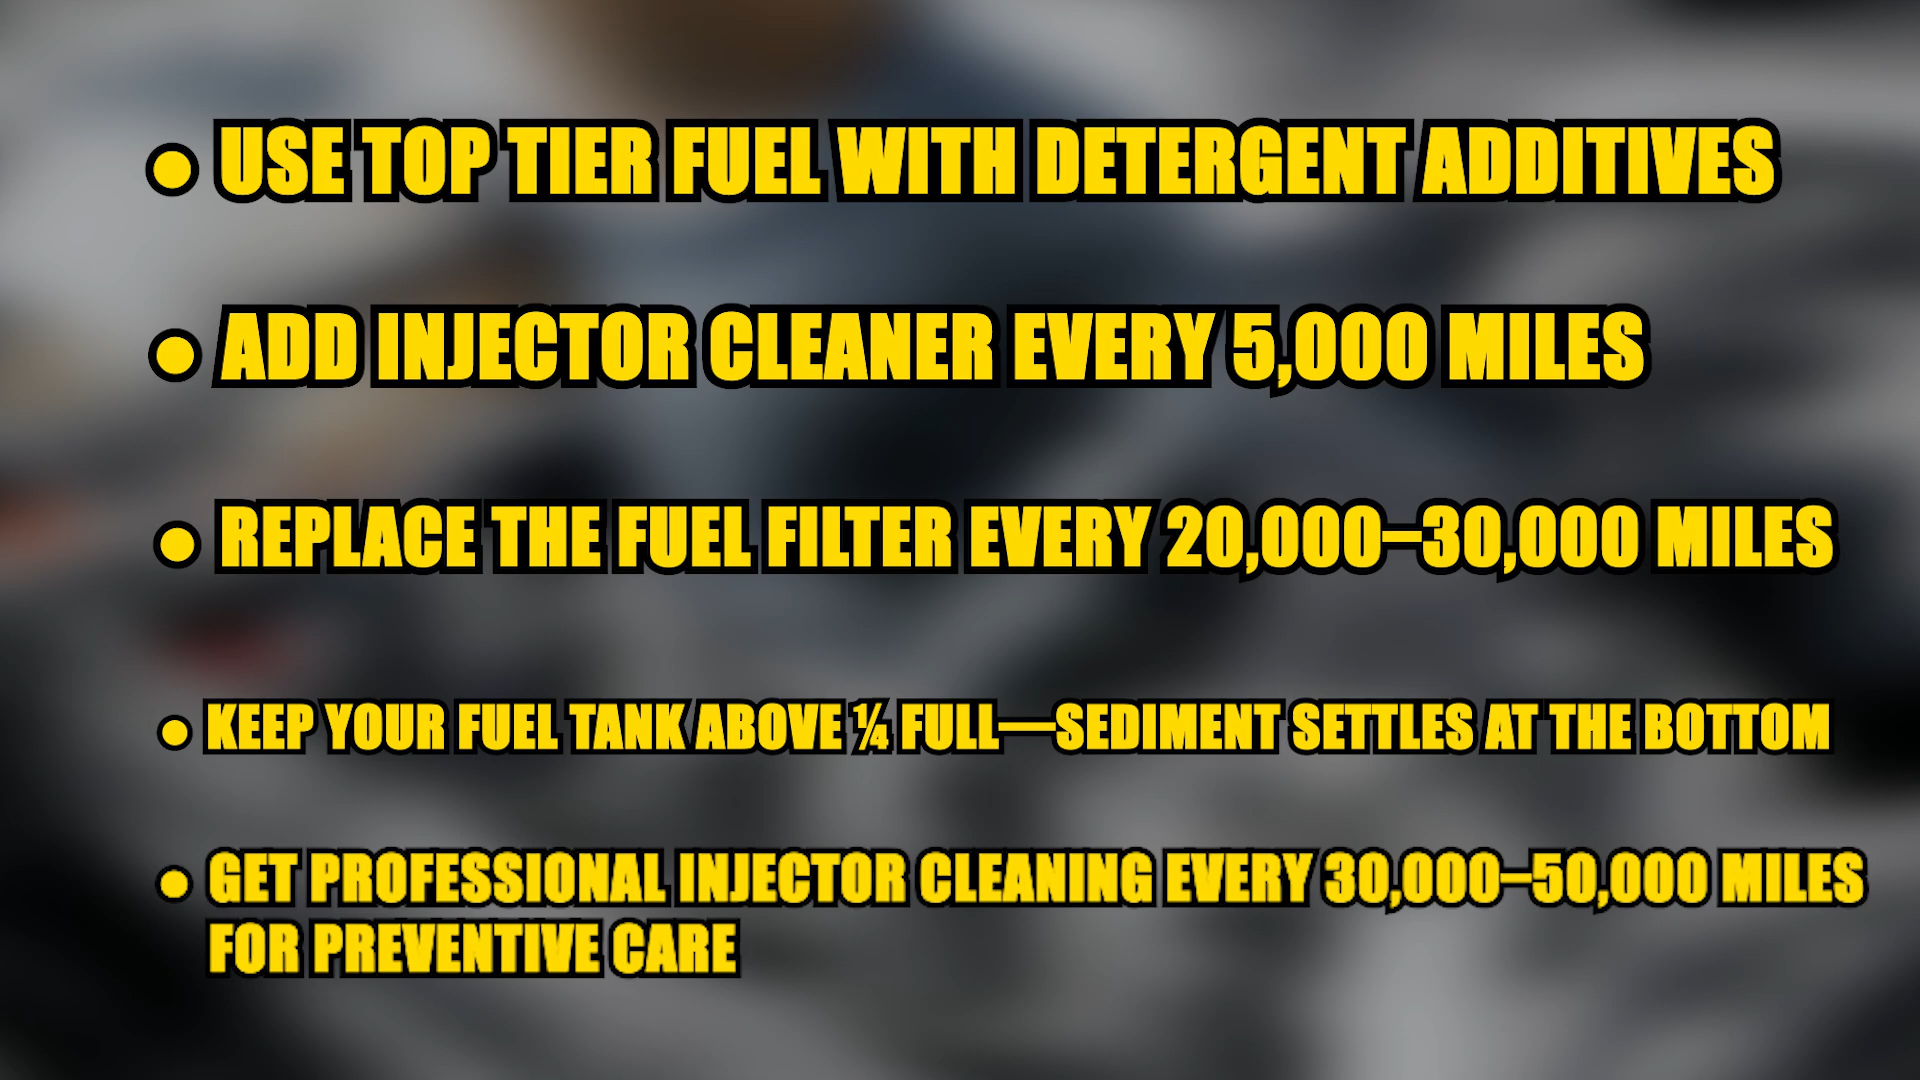 ● USE TOP TIER FUEL WITH DETERGENT ADDITIVES
● ADD INJECTOR CLEANER EVERY 5,000 MILES
● REPLACE THE FUEL FILTER EVERY 20,000–30,000 MILES
● KEEP YOUR FUEL TANK ABOVE ¼ FULL—SEDIMENT SETTLES AT THE BOTTOM
● GET PROFESSIONAL INJECTOR CLEANING EVERY 30,000–50,000 MILES
FOR PREVENTIVE CARE